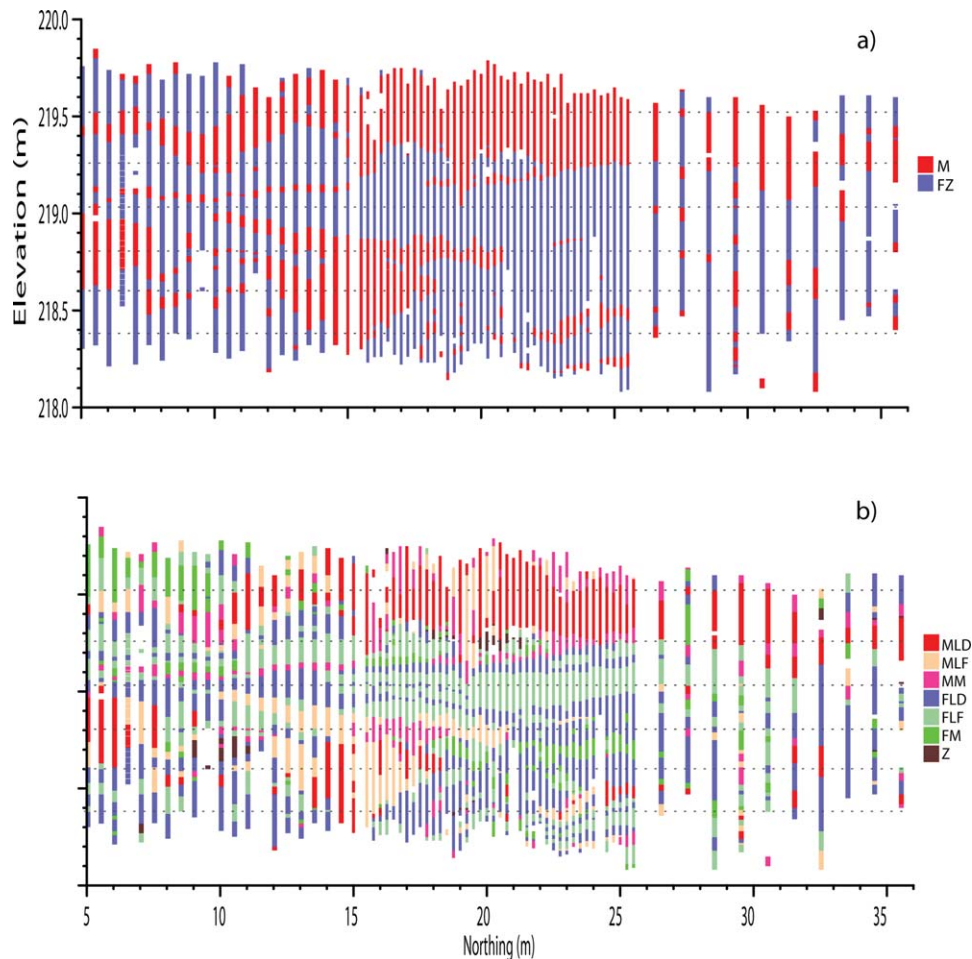 220.0
a)
219.5
219.0
218.5
218.0
Elevation (m)
M
FZ
b)
MLD
MLF
MM
FLD
FLF
FM
Z
5
10
15
20
25
30
35
Northing (m)